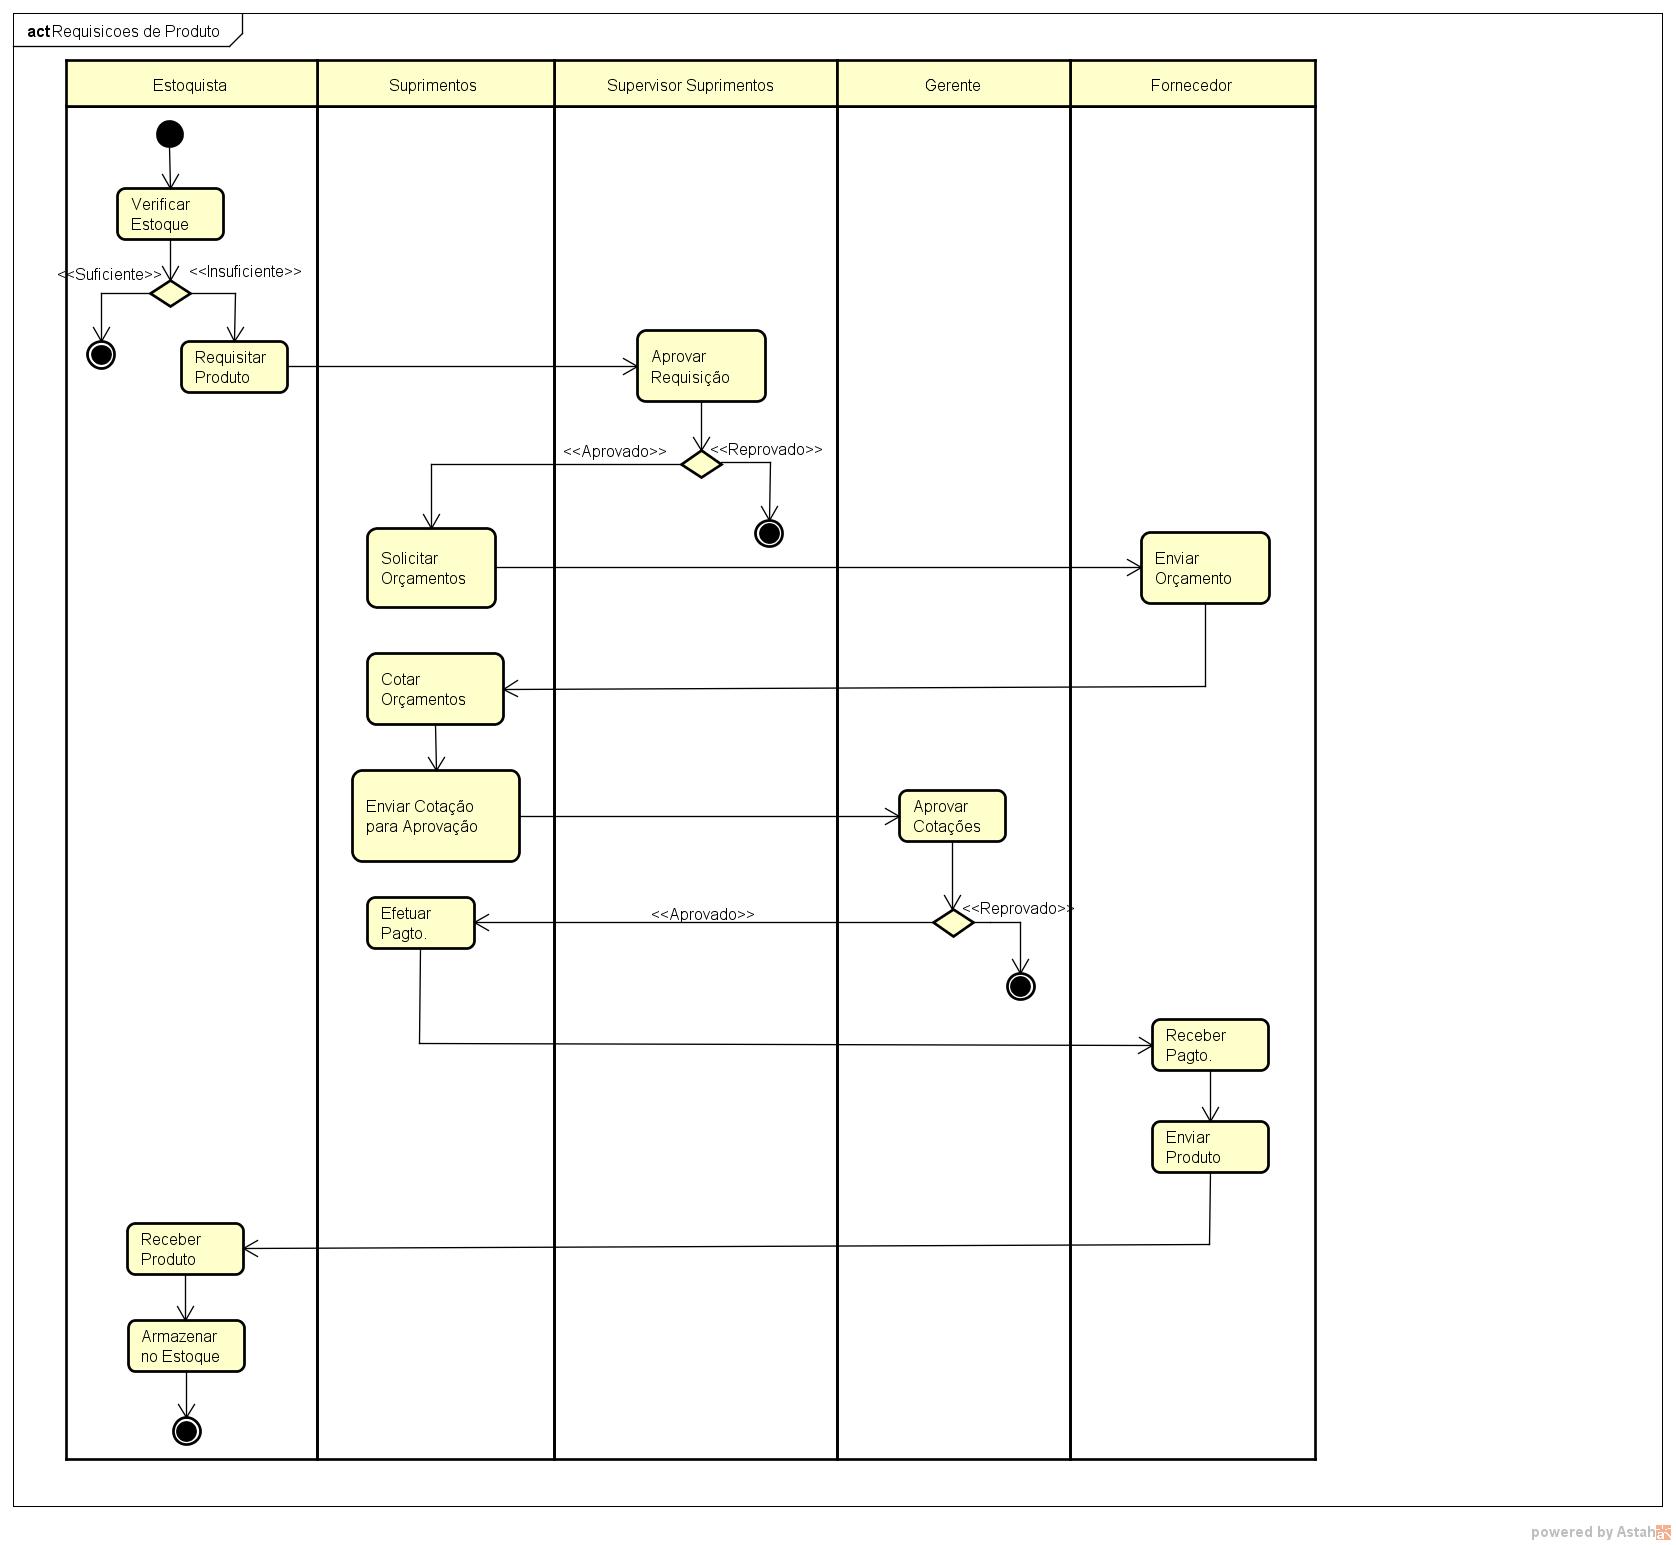 act Requisicoes de Produto
Estoquista
Suprimentos
Supervisor Suprimentos
Gerente
Fornecedor
Verificar
Estoque
<<Suficiente>>
<<Insuficiente>>
Requisitar
Produto
Aprovar
Requisição
<<Aprovado>>
<<Reprovado>>
Solicitar
Orçamentos
Enviar
Orçamento
Cotar
Orçamentos
Enviar Cotação
para Aprovação
Aprovar
Cotações
Efetuar
Pagto.
<<Aprovado>>
<<Reprovado>>
Receber
Pagto.
Enviar
Produto
Receber
Produto
Armazenar
no Estoque
powered by Astah